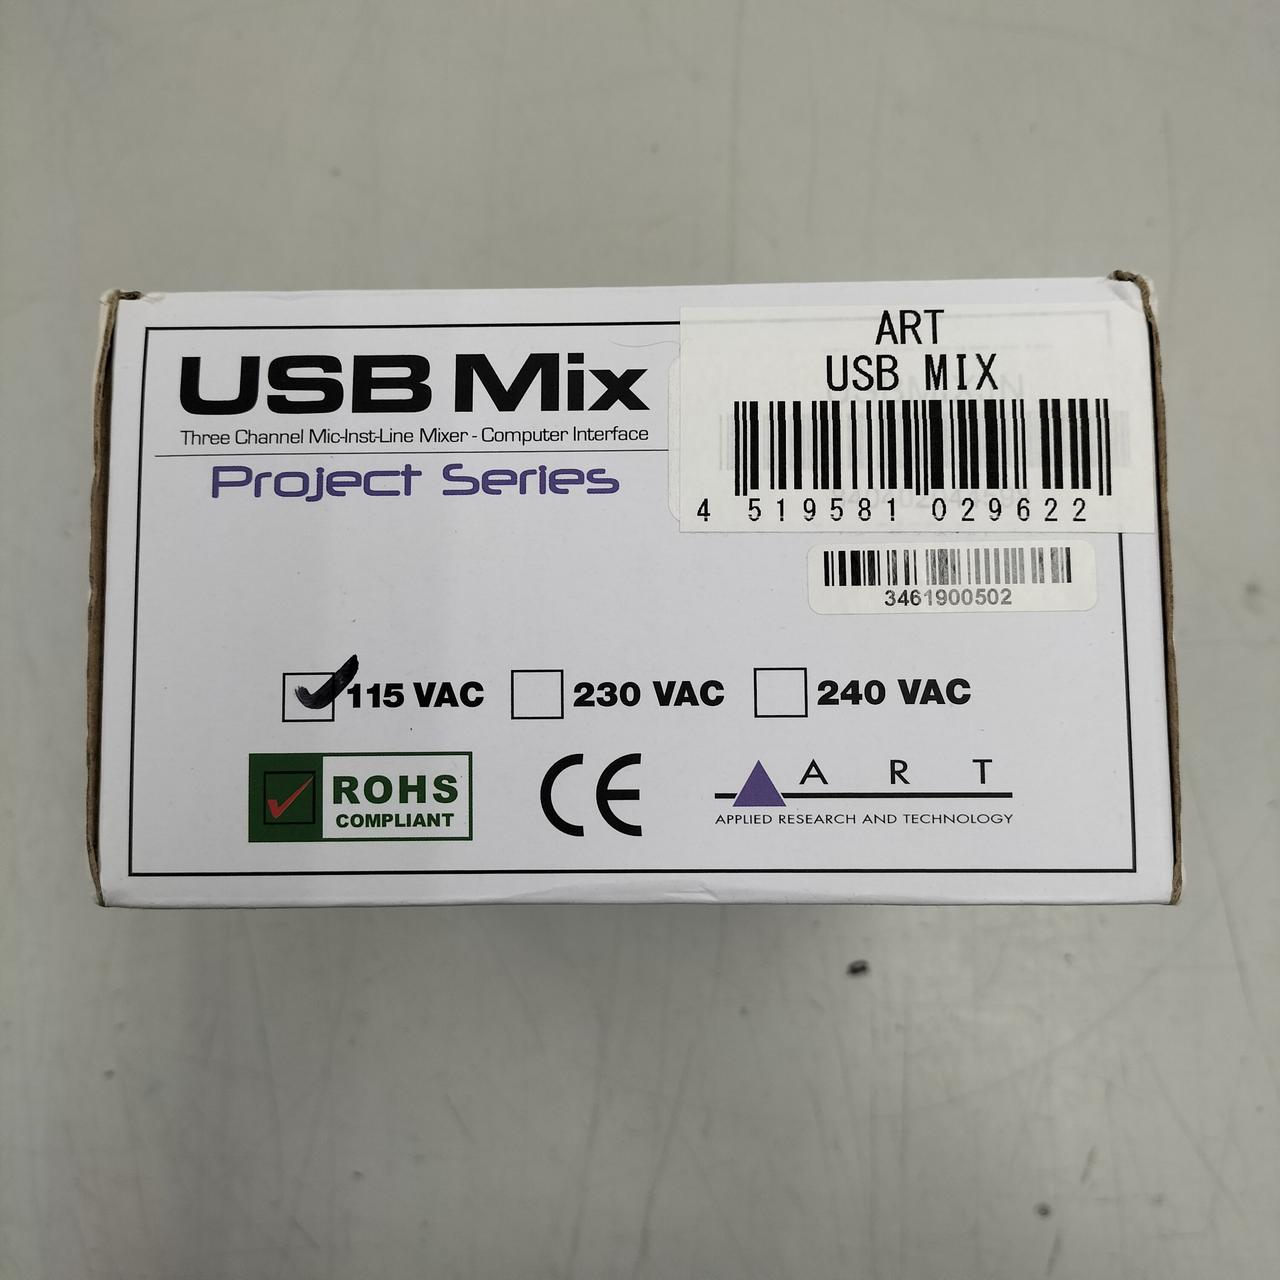 USB Mix
Three Channel Mic-Inst-Line Mixer - Computer Interface
Project Series
ART
USB MIX
4 519581 029622
3461900502
115 VAC
230 VAC
240 VAC
ROHS
COMPLIANT
CE
ART
APPLIED RESEARCH AND TECHNOLOGY